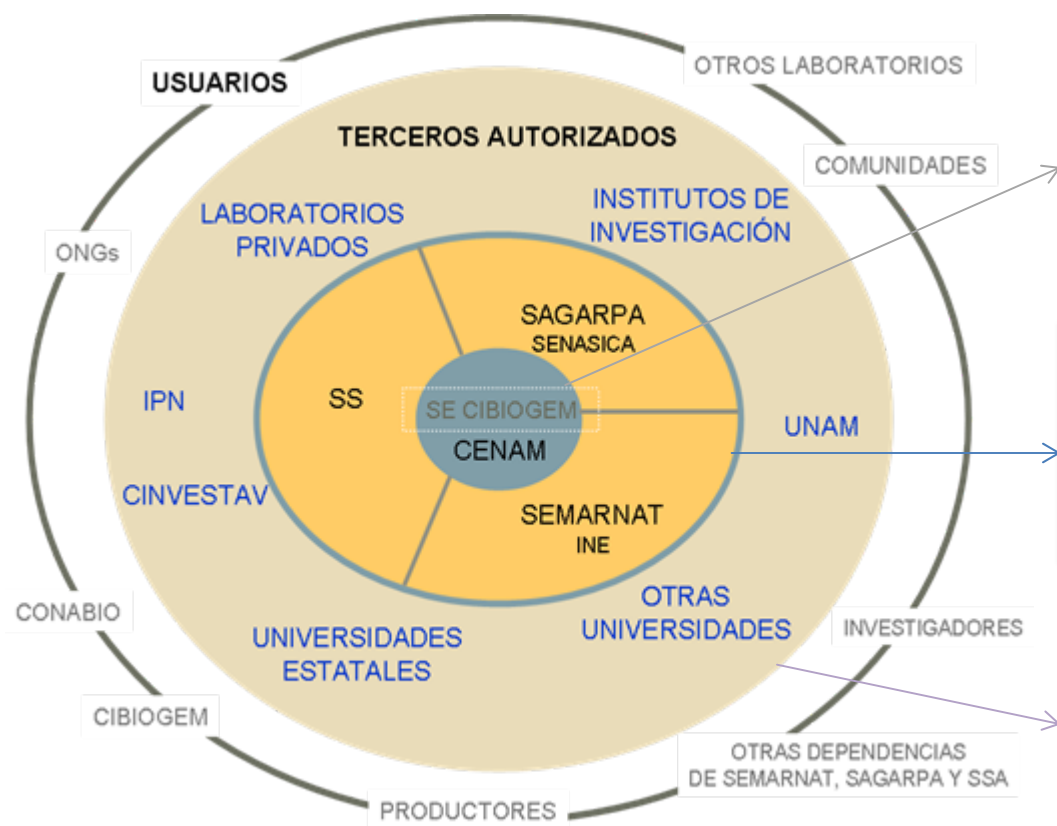 OTROS LABORATORIOS
USUARIOS
TERCEROS AUTORIZADOS
COMUNIDADES
LABORATORIOS
PRIVADOS
INSTITUTOS DE
INVESTIGACIÓN
ONGs
SAGARPA
SENASICA
IPN
SS
SE CIBIOGEM
CENAM
UNAM
CINVESTAV
SEMARNAT
INE
CONABIO
OTRAS
UNIVERSIDADES
INVESTIGADORES
UNIVERSIDADES
ESTATALES
CIBIOGEM
OTRAS DEPENDENCIAS
DE SEMARNAT, SAGARPA Y SSA
PRODUCTORES